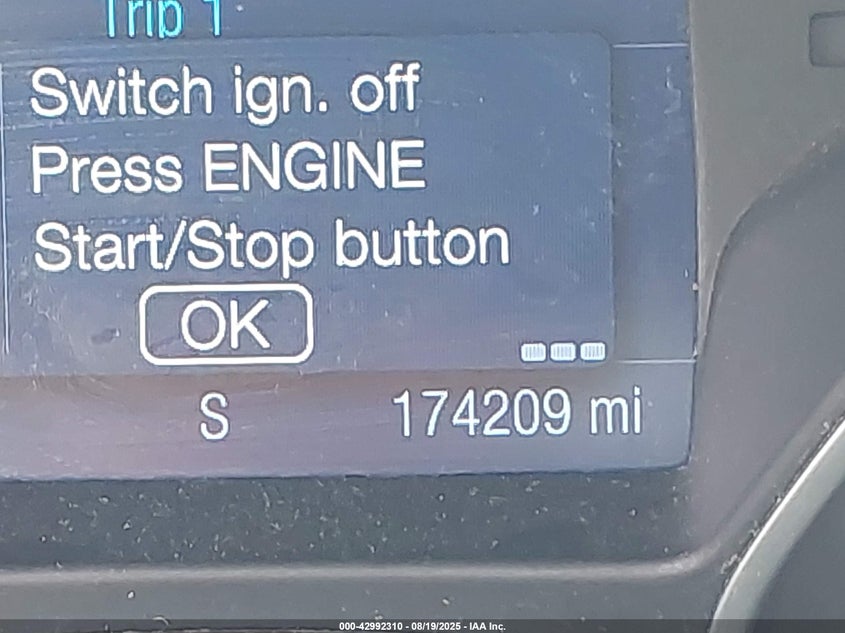 Trip 1
Switch ign. off
Press ENGINE
Start/Stop button
OK
S 174209 mi
000-42992310 - 08/19/2025 - IAA Inc.